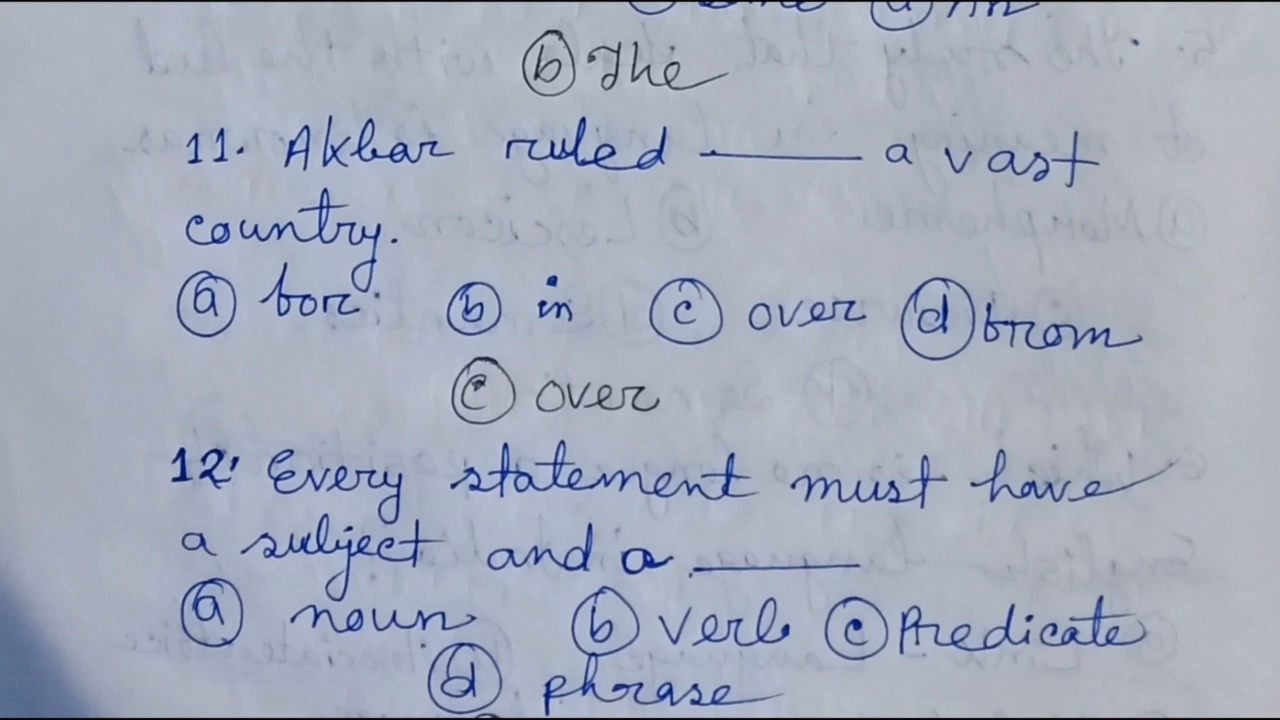 (b) The
11. Akbar ruled ——— a vast
country.
(a) for (b) in (c) over (d) from
(c) over
12. Every statement must have
a subject and a ———
(a) noun (b) verb (c) Predicate
(d) phrase